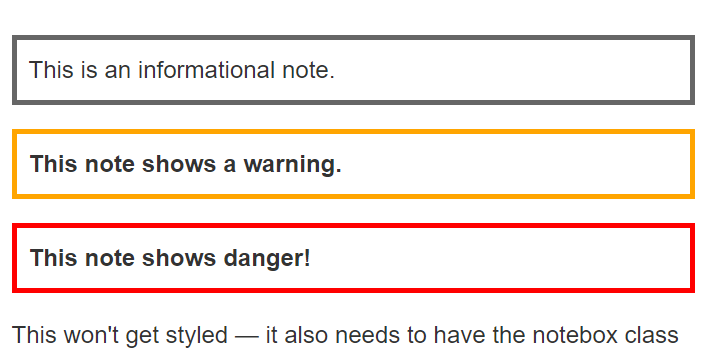 This is an informational note.
This note shows a warning.
This note shows danger!
This won't get styled — it also needs to have the notebox class